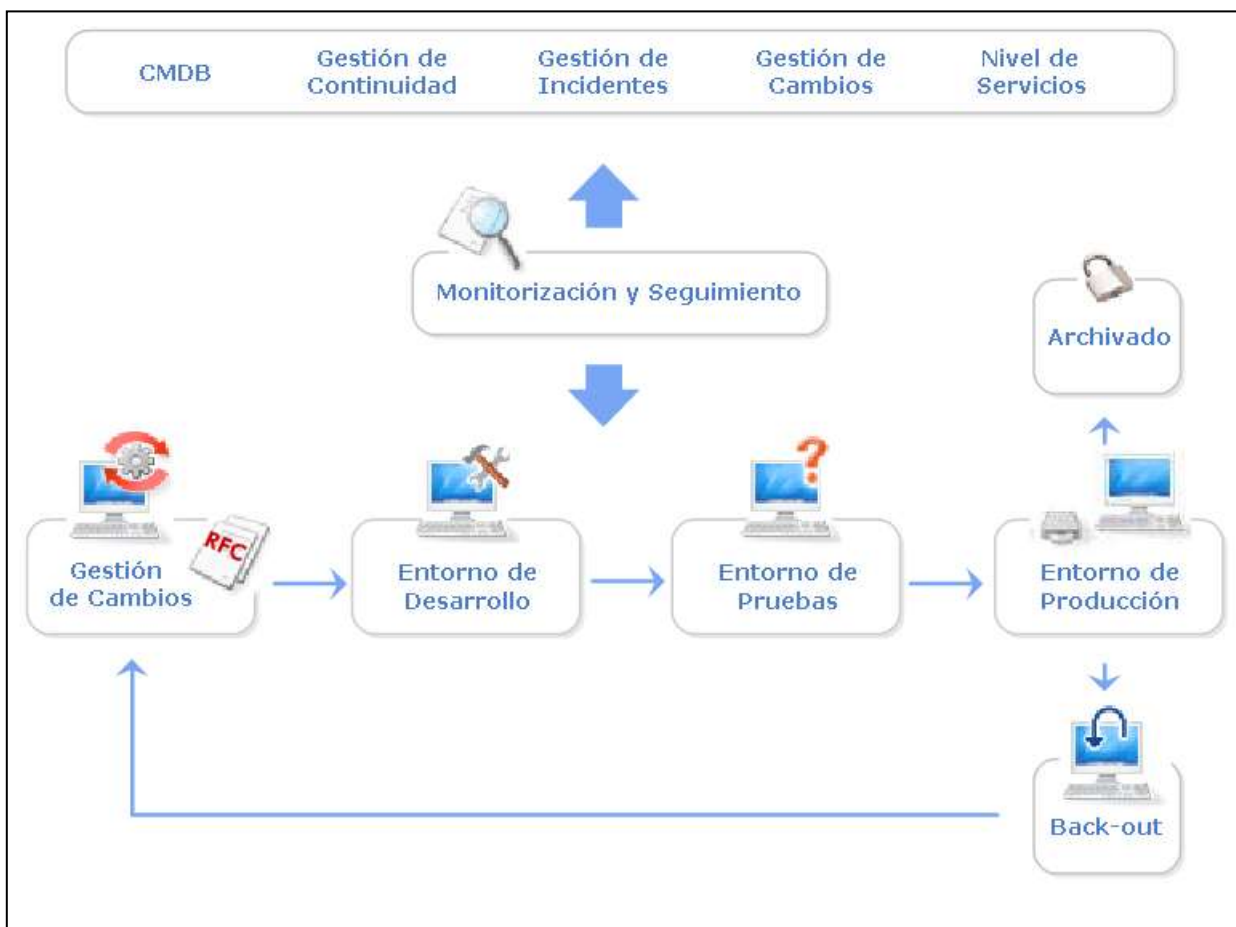 CMDB
Gestión de
Continuidad
Gestión de
Incidentes
Gestión de
Cambios
Nivel de
Servicios
Monitorización y Seguimiento
Archivado
Gestión
de Cambios
RFC
Entorno de
Desarrollo
Entorno de
Pruebas
Entorno de
Producción
Back-out